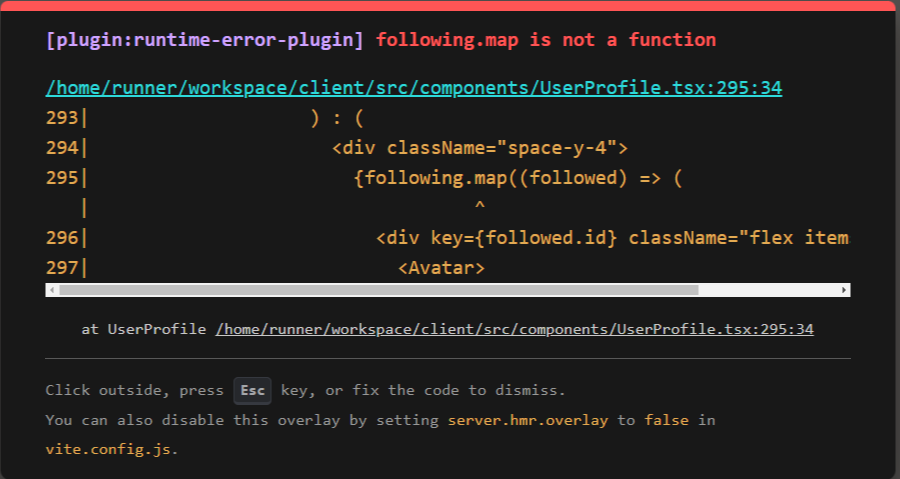 [plugin:runtime-error-plugin] following.map is not a function
/home/runner/workspace/client/src/components/UserProfile.tsx:295:34
293|                    ) : (
294|                      <div className="space-y-4">
295|                        {following.map((followed) => (
   |                                   ^
296|                          <div key={followed.id} className="flex item
297|                            <Avatar>
at UserProfile /home/runner/workspace/client/src/components/UserProfile.tsx:295:34
Click outside, press Esc key, or fix the code to dismiss.
You can also disable this overlay by setting server.hmr.overlay to false in
vite.config.js.